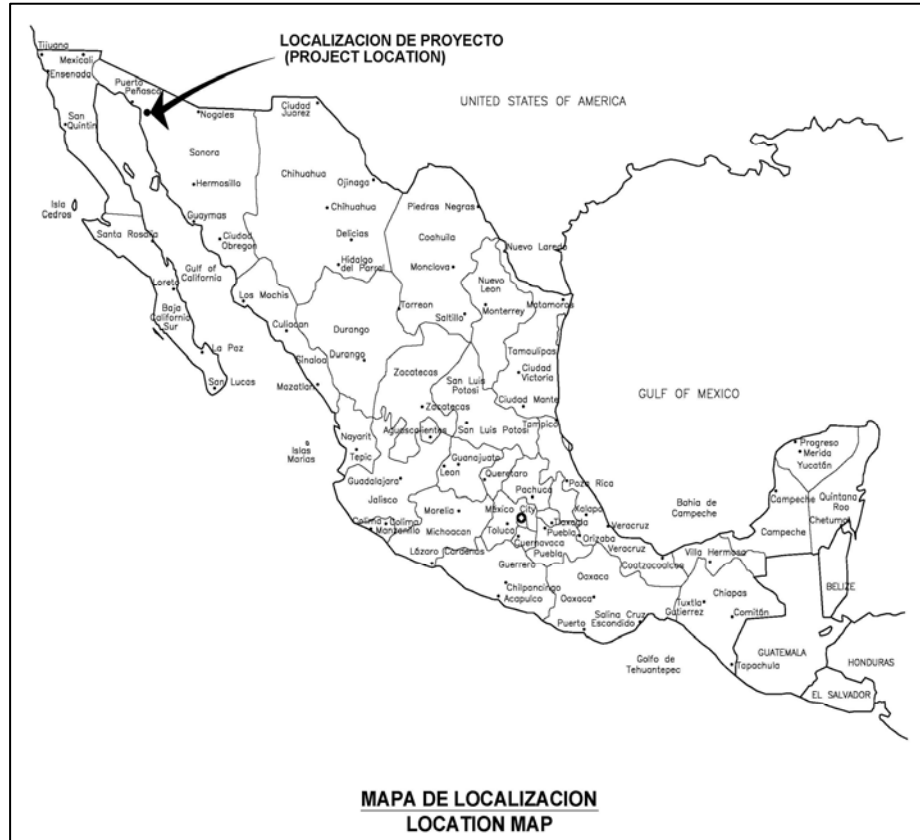 LOCALIZACION DE PROYECTO
(PROJECT LOCATION)
UNITED STATES OF AMERICA
Tijuana
Mexicali
Ensenada
Puerto
Peñasco
San
Quintin
Nogales
Ciudad
Juarez
Sonora
Chihuahua
Hermosillo
Ojinaga
Isla
Cedros
Chihuahua
Piedras Negras
Guaymas
Santa Rosalia
Ciudad
Obregon
Delicias
Coahuila
Nuevo Laredo
Gulf of
California
Hidalgo
del Parral
Monclova
Nuevo
Leon
Loreto
Los Mochis
Baja
California
Sur
Torreon
Saltillo
Monterrey
Matamoros
Culiacan
Durango
La Paz
Sinaloa
Durango
Zacatecas
Tamaulipas
Ciudad
Victoria
San Lucas
Mazatlan
San Luis
Potosi
GULF OF MEXICO
Zacatecas
Ciudad Mante
Islas
Marias
Nayarit
Aguascalientes
San Luis Potosi
Tampico
Tepic
Leon
Guanajuato
Queretaro
Progreso
Merida
Yucatán
Guadalajara
Jalisco
Pachuca
Poza Rica
Bahia de
Campeche
Campeche
Quintana
Roo
Morelia
Mexico City
Xalapa
Chetumal
Colima
Colima
Manzanillo
Michoacan
Toluca
Tlaxcala
Puebla
Orizaba
Veracruz
Campeche
Cuernavaca
Puebla
Veracruz
Villa Hermosa
Lázaro Cardenas
Coatzacoalcos
Guerrero
Oaxaca
BELIZE
Chilpancingo
Acapulco
Oaxaca
Salina Cruz
Tuxtla
Gutierrez
Chiapas
Comitán
Puerto Escondido
Golfo de
Tehuantepec
Tapachula
GUATEMALA
HONDURAS
EL SALVADOR
MAPA DE LOCALIZACION
LOCATION MAP